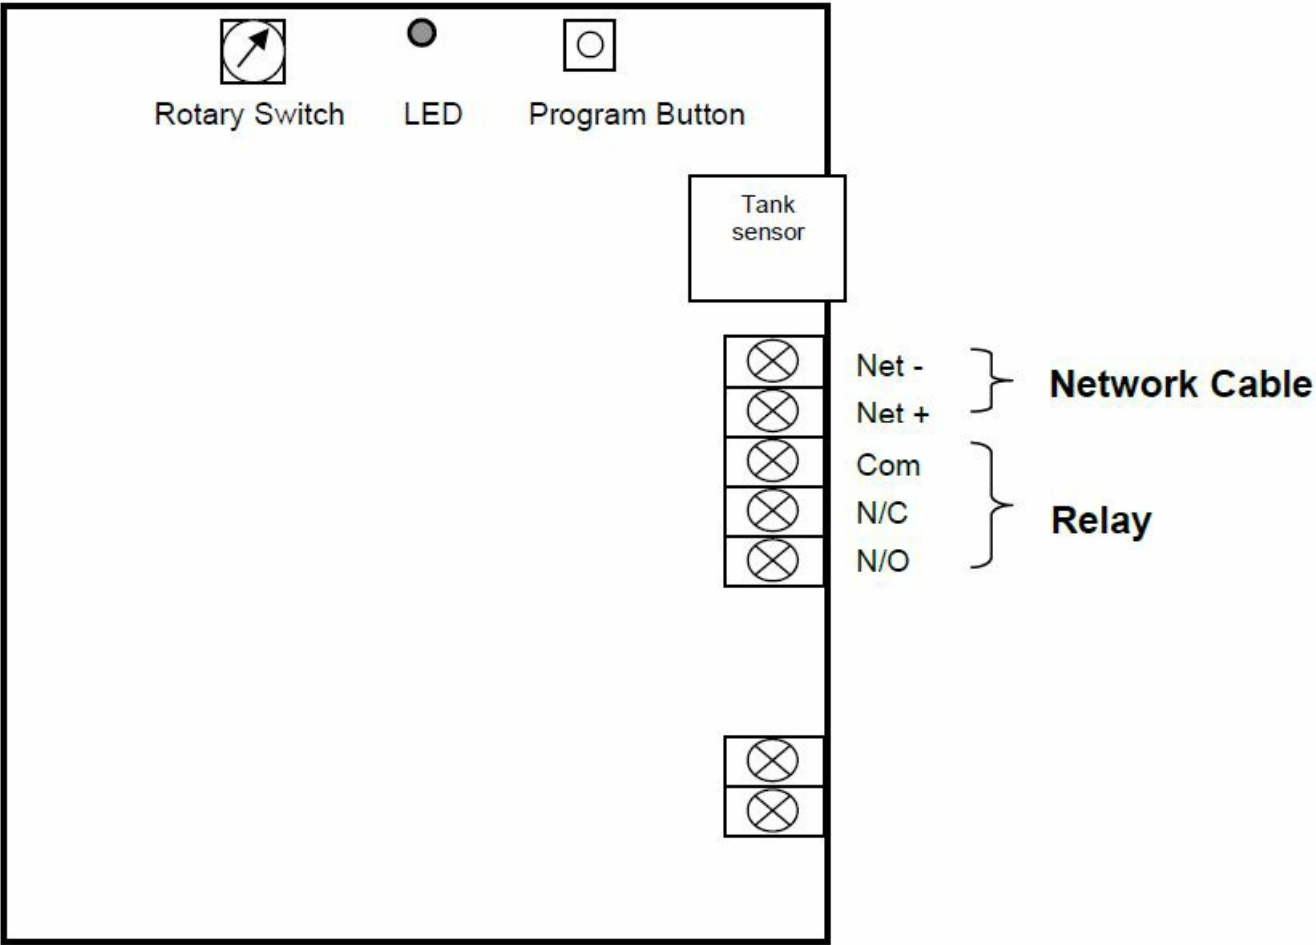 Rotary Switch LED Program Button
Tank
sensor
Net -
Net +
Network Cable
Com
N/C
N/O
Relay